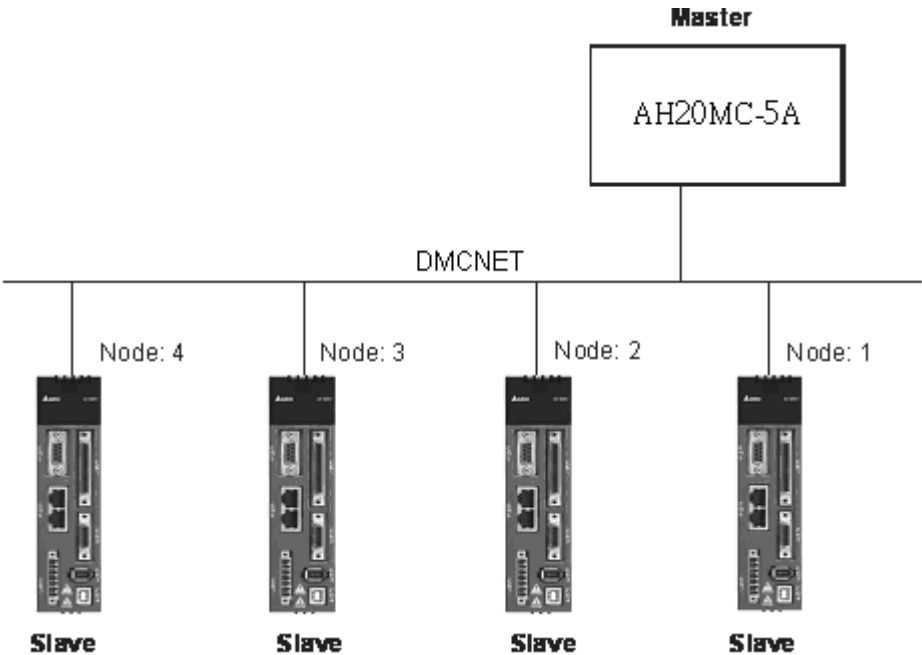 Master
AH20MC-5A
DMCNET
Node: 4
Node: 3
Node: 2
Node: 1
Slave
Slave
Slave
Slave